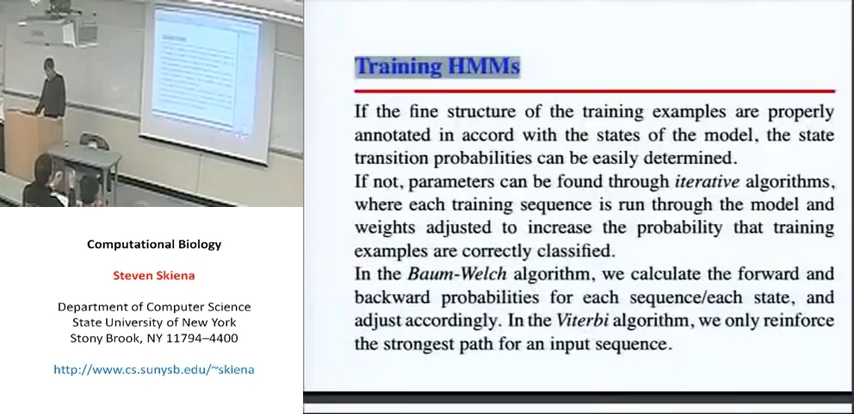 Computational Biology
Steven Skiena
Department of Computer Science
State University of New York
Stony Brook, NY 11794–4400
http://www.cs.sunysb.edu/~skiena
Training HMMs
If the fine structure of the training examples are properly
annotated in accord with the states of the model, the state
transition probabilities can be easily determined.
If not, parameters can be found through iterative algorithms,
where each training sequence is run through the model and
weights adjusted to increase the probability that training
examples are correctly classified.
In the Baum-Welch algorithm, we calculate the forward and
backward probabilities for each sequence/each state, and
adjust accordingly. In the Viterbi algorithm, we only reinforce
the strongest path for an input sequence.